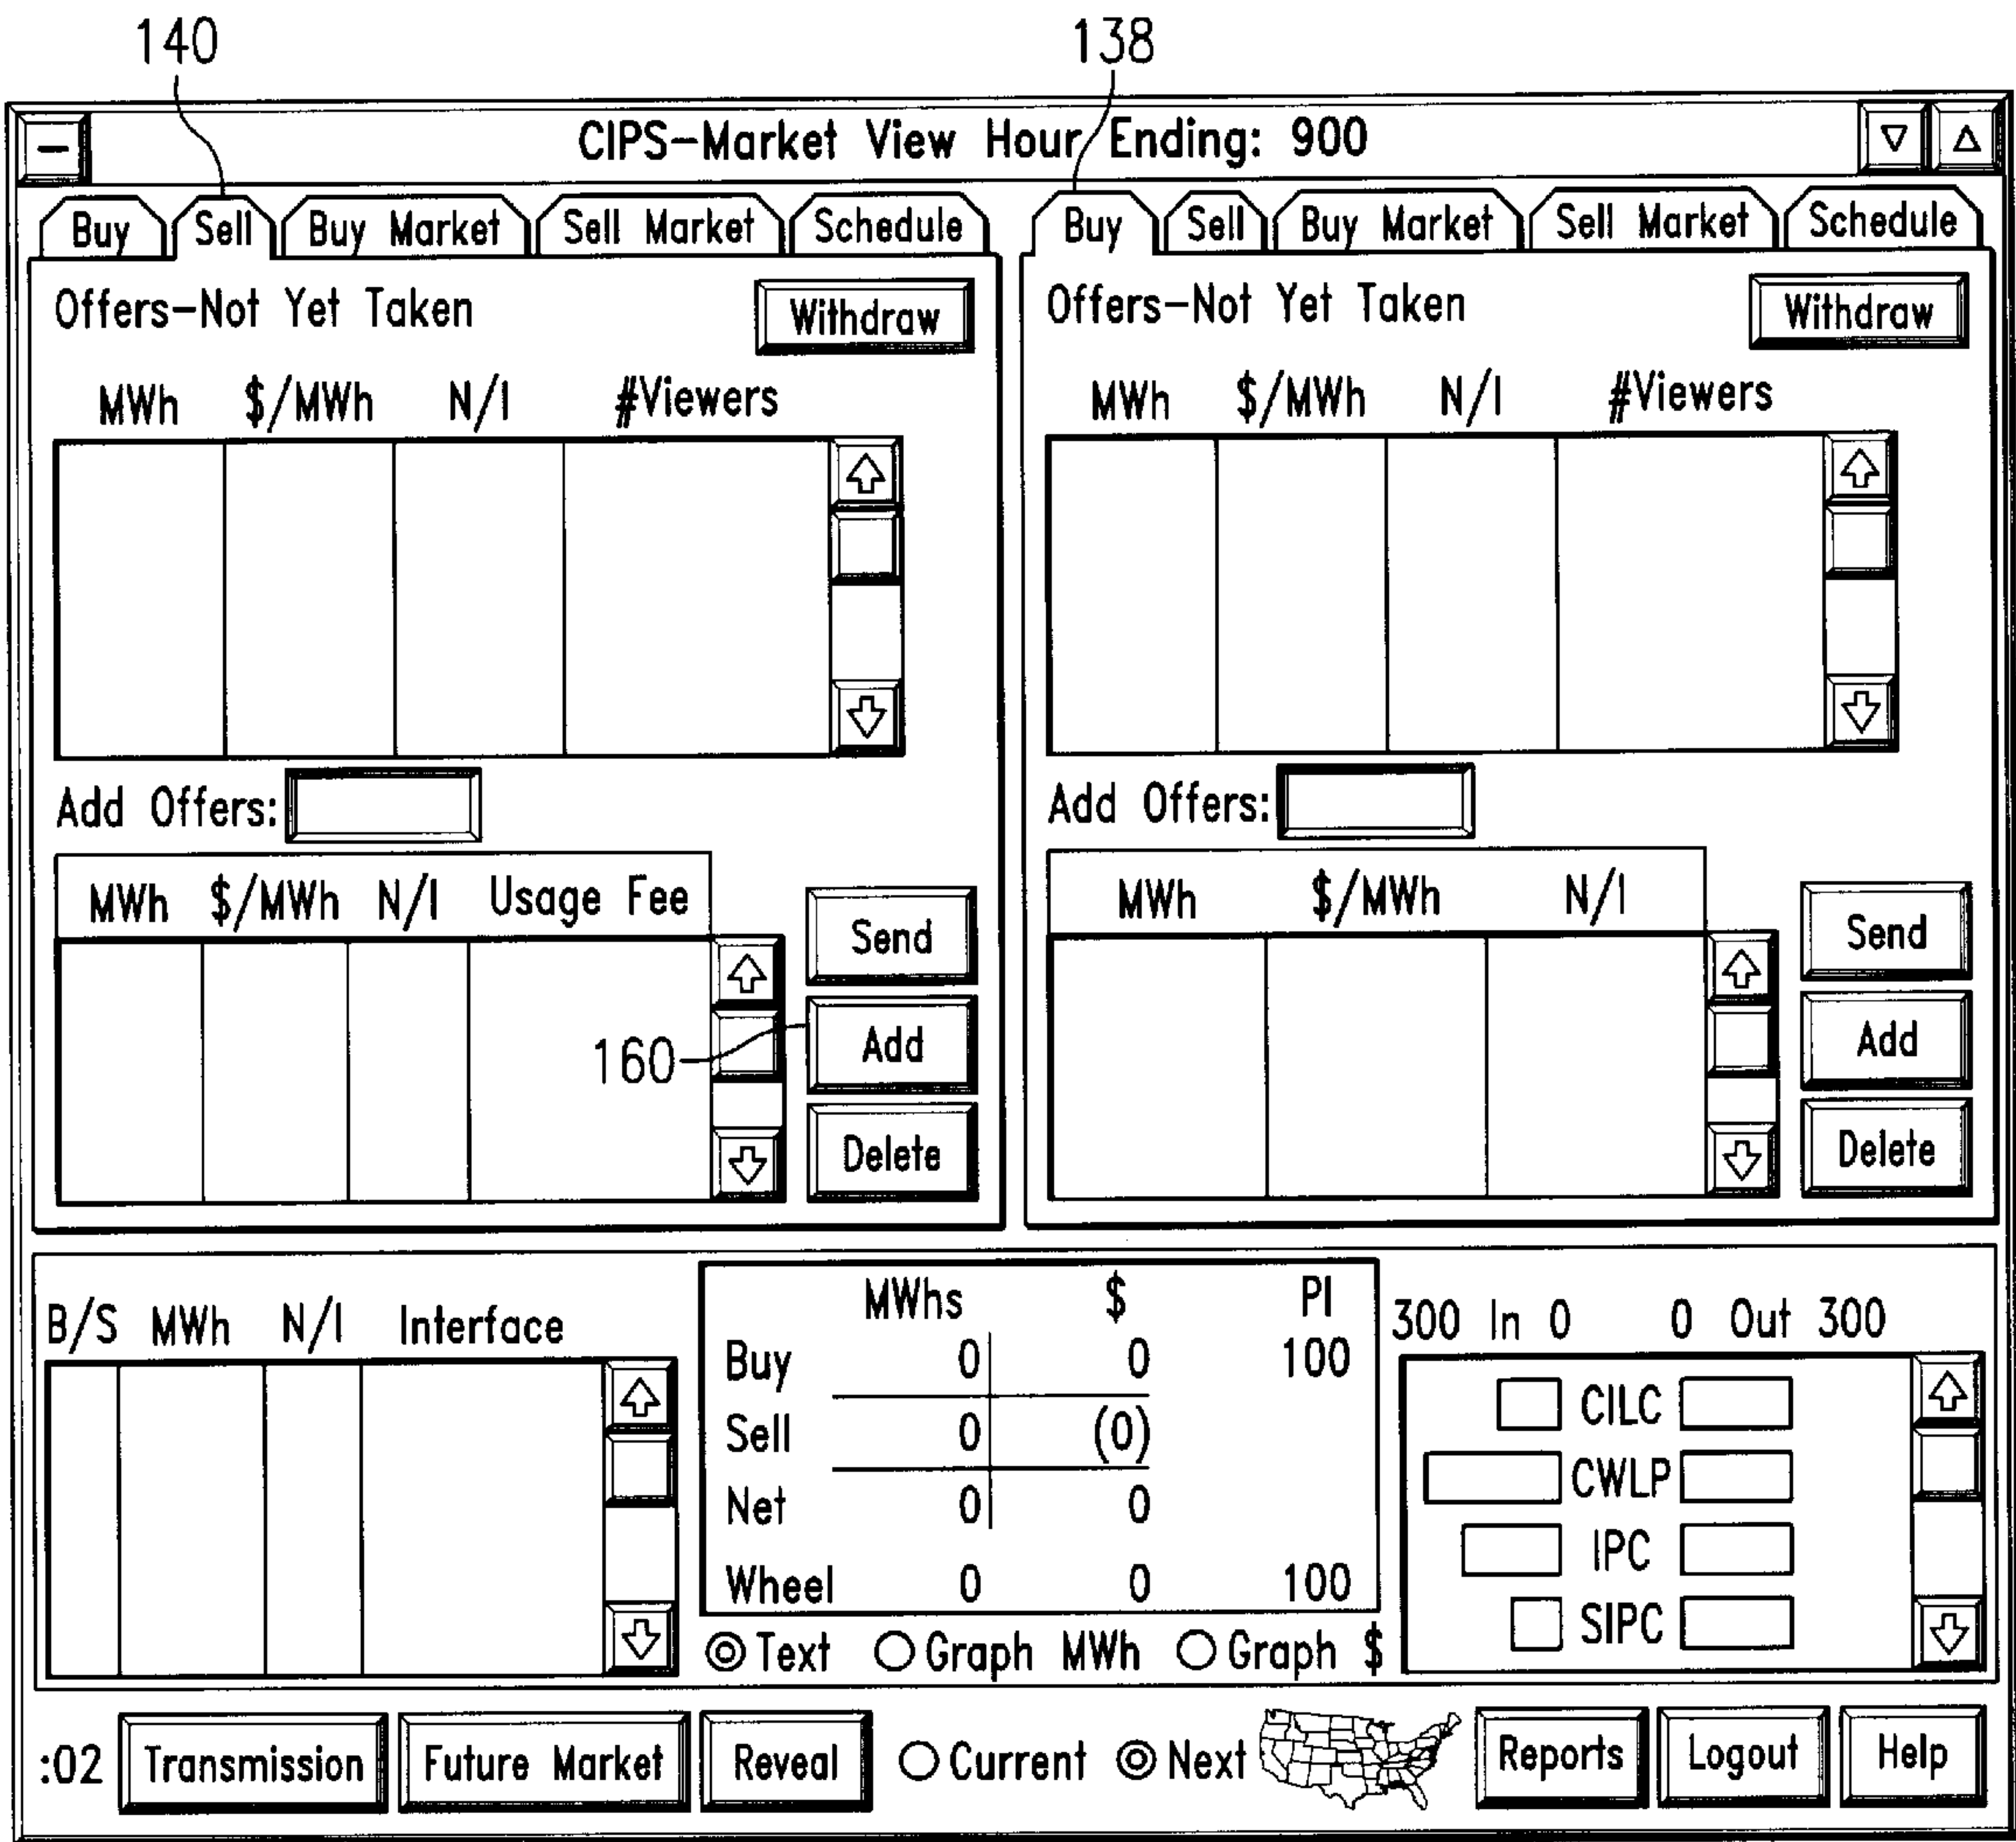 140
138
CIPS-Market View Hour Ending: 900
Buy Sell Buy Market Sell Market Schedule
Offers-Not Yet Taken Withdraw
MWh $/MWh N/I #Viewers
Add Offers:
MWh $/MWh N/I Usage Fee
Send
160 Add
Delete
Buy Sell Buy Market Sell Market Schedule
Offers-Not Yet Taken Withdraw
MWh $/MWh N/I #Viewers
Add Offers:
MWh $/MWh N/I
Send
Add
Delete
B/S MWh N/I Interface
MWhs $ PI
Buy 0 0 100
Sell 0 (0)
Net 0 0
Wheel 0 0 100
Text Graph MWh Graph $
300 In 0 0 Out 300
CILC
CWLP
IPC
SIPC
:02 Transmission Future Market Reveal Current Next Reports Logout Help